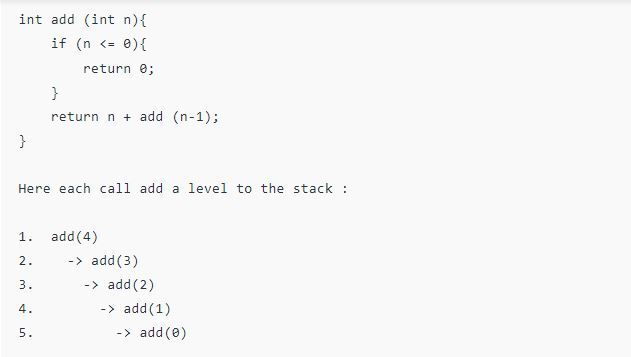 int add (int n){
    if (n <= 0){
        return 0;
    }
    return n + add (n-1);
}
Here each call add a level to the stack :
1.  add(4)
2.    -> add(3)
3.      -> add(2)
4.        -> add(1)
5.          -> add(0)